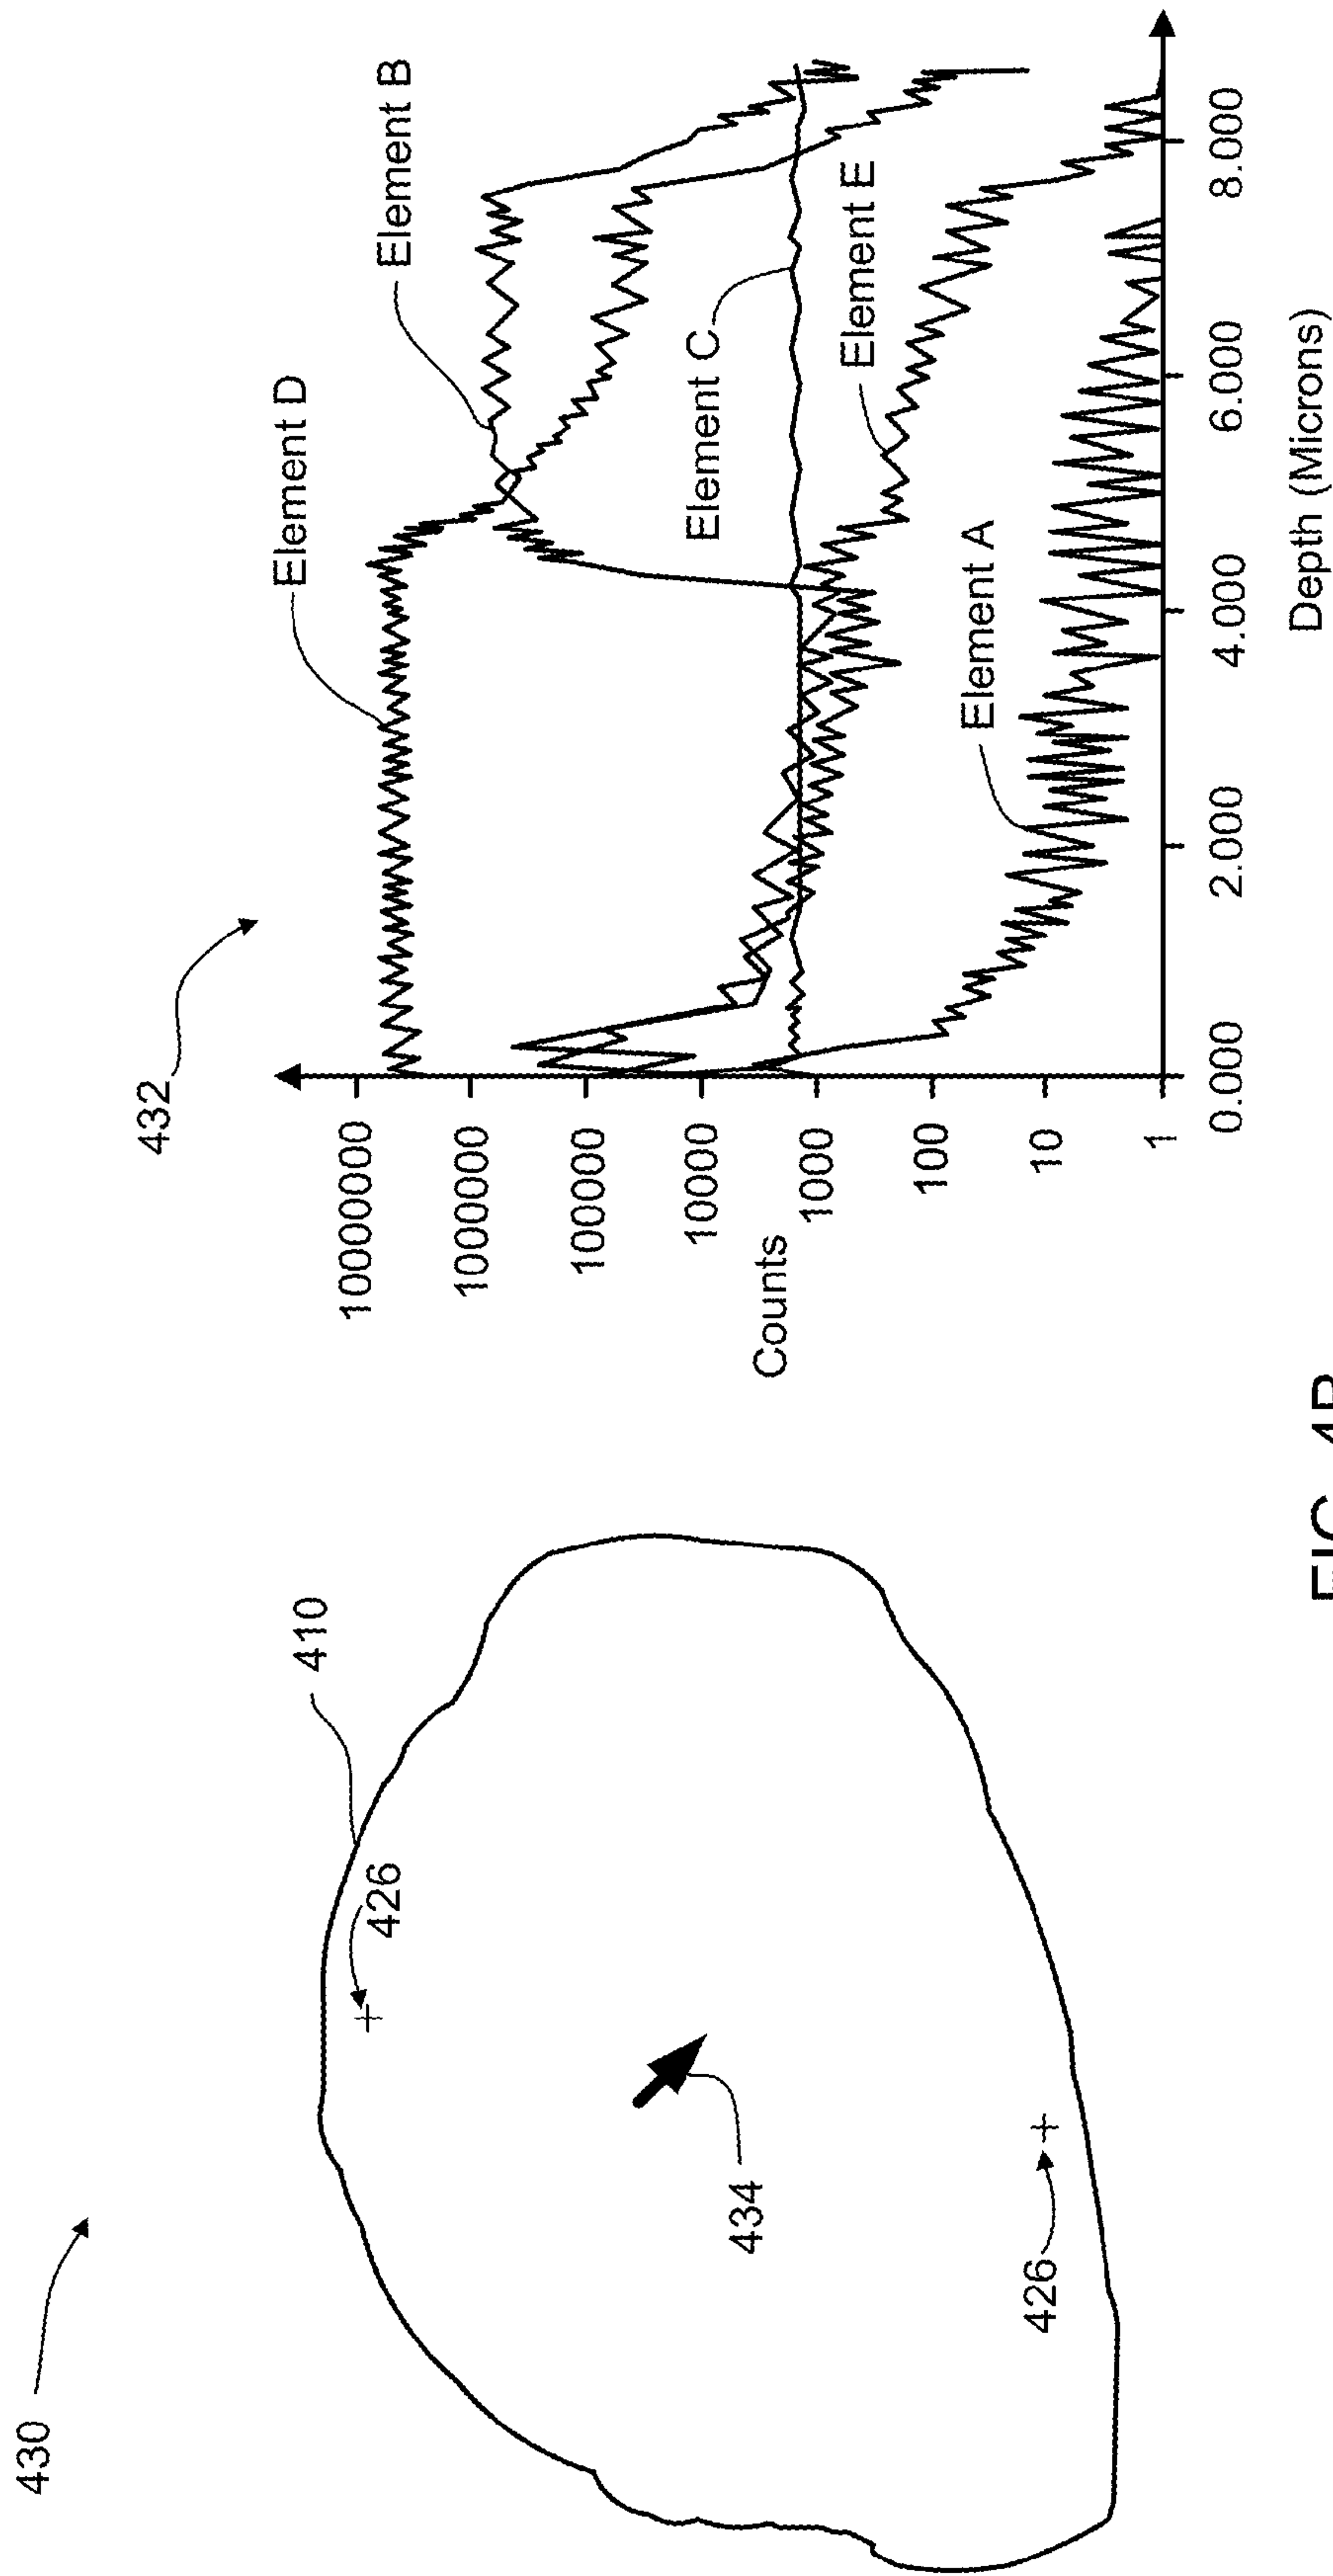 430
432
Element D
410
10000000
426
Element B
1000000
100000
10000
Element C
434
Counts
1000
Element E
100
Element A
426
10
1
0.000
2.000
4.000
6.000
8.000
Depth (Microns)
FIG. 4B